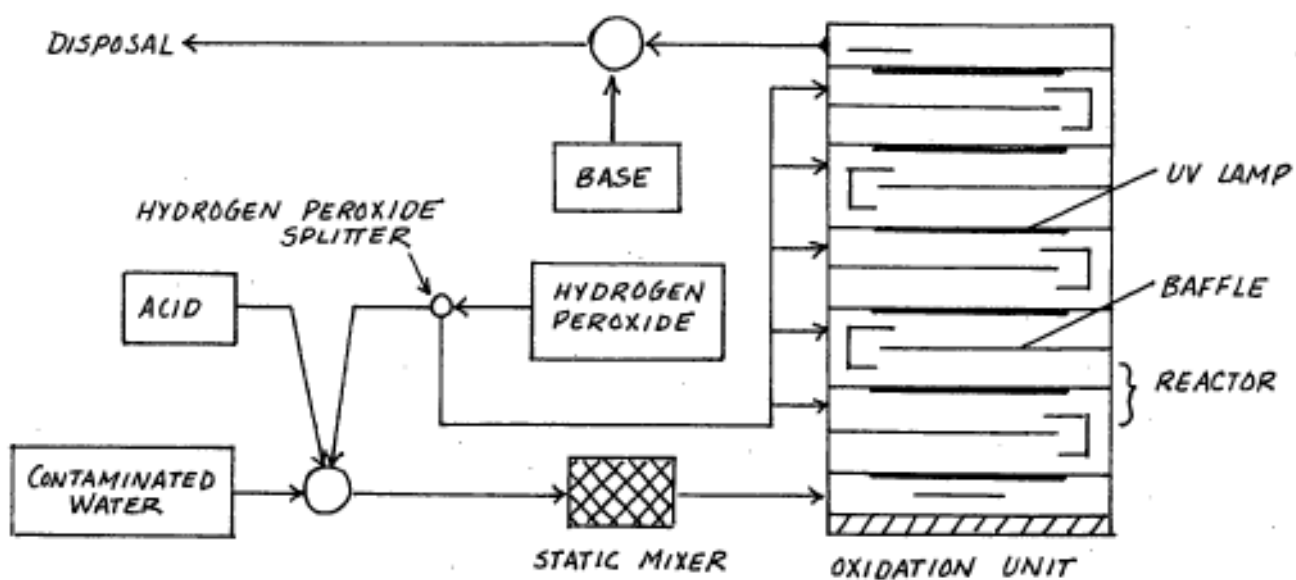 DISPOSAL
BASE
UV LAMP
HYDROGEN PEROXIDE
SPLITTER
ACID
HYDROGEN
PEROXIDE
BAFFLE
REACTOR
CONTAMINATED
WATER
STATIC MIXER
OXIDATION UNIT